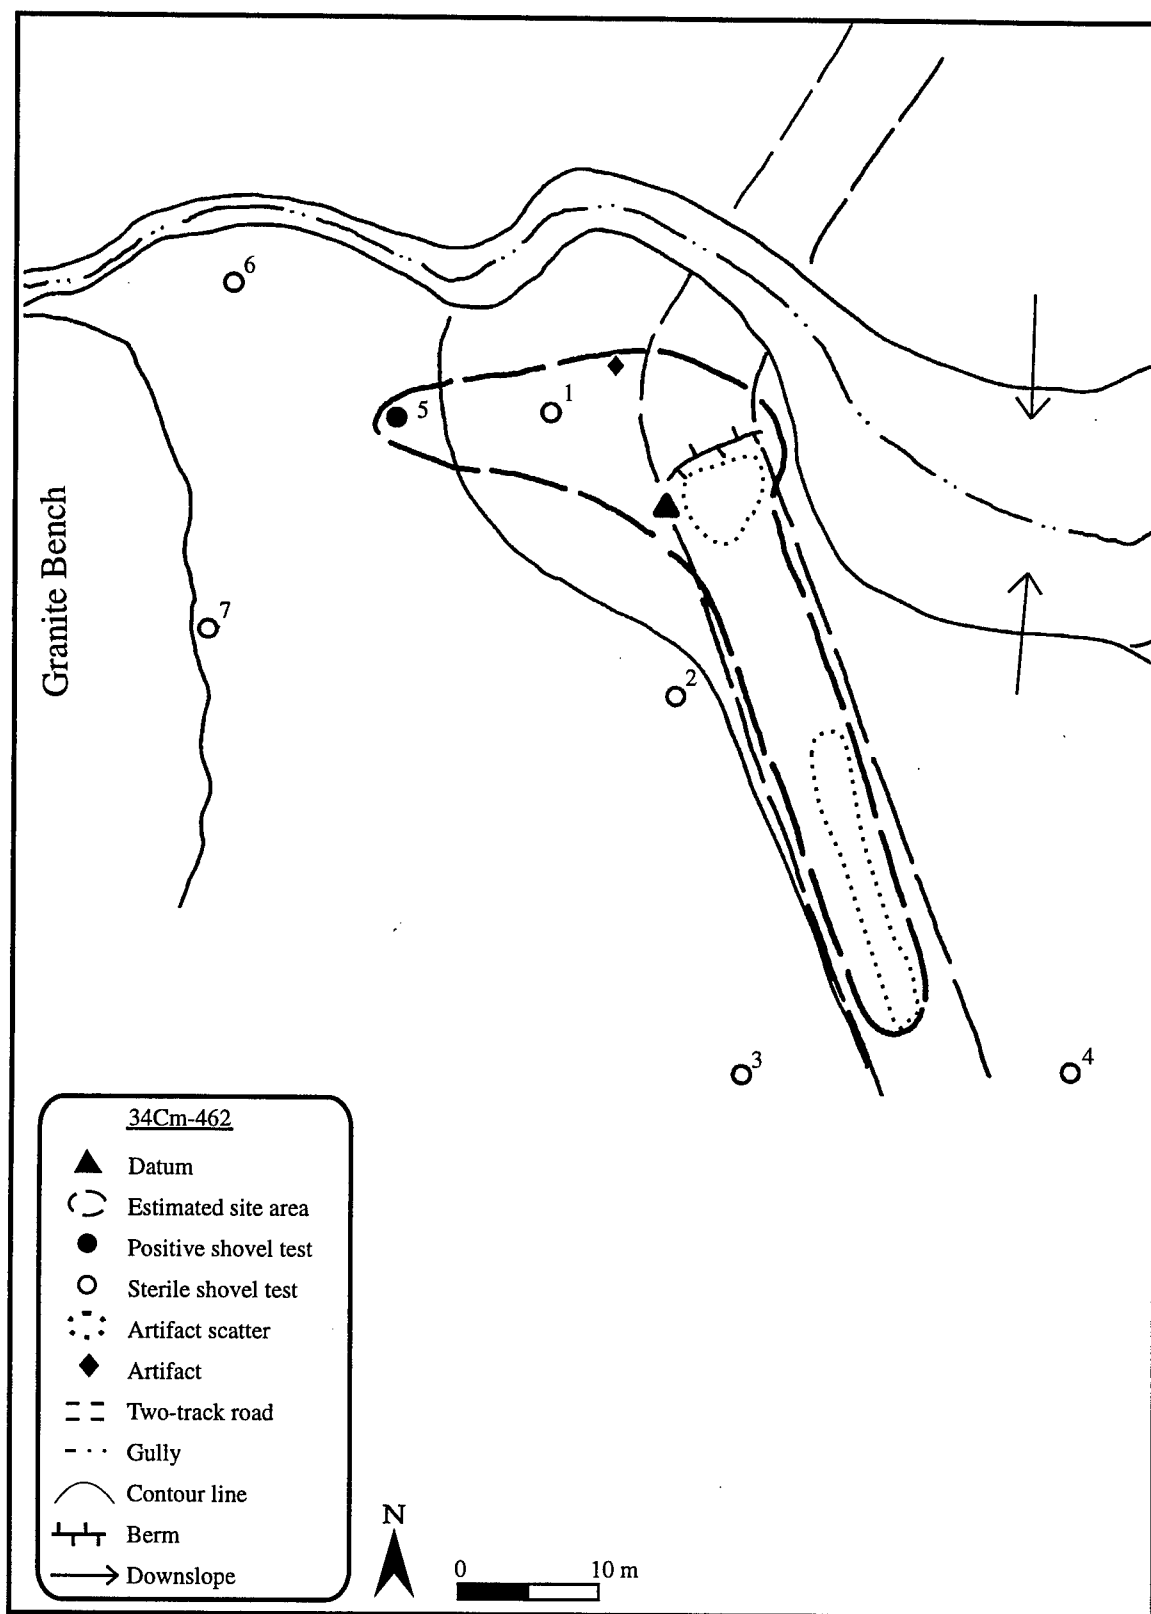 6
1
5
Granite Bench
7
2
3
4
34Cm-462
Datum
Estimated site area
Positive shovel test
Sterile shovel test
Artifact scatter
Artifact
Two-track road
Gully
Contour line
Berm
Downslope
N
0 10 m